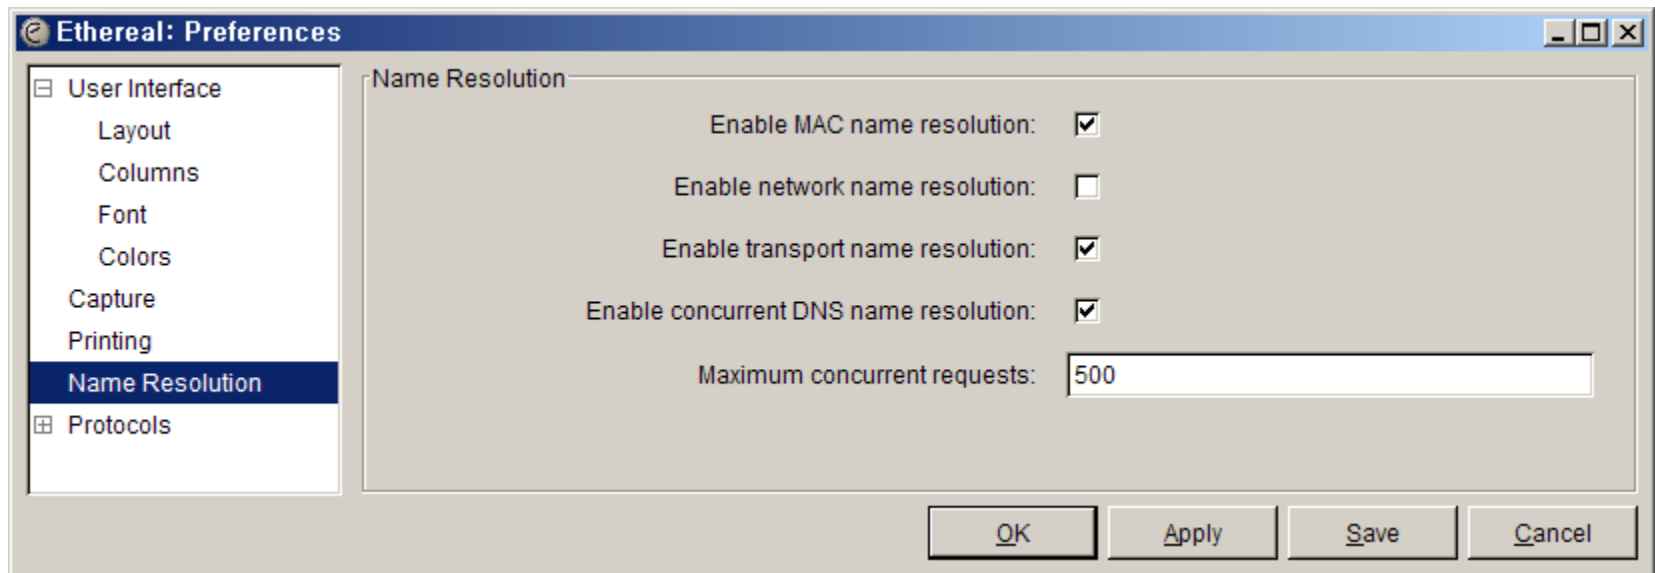 Ethereal: Preferences
User Interface
Layout
Columns
Font
Colors
Capture
Printing
Name Resolution
Protocols
Name Resolution
Enable MAC name resolution:
Enable network name resolution:
Enable transport name resolution:
Enable concurrent DNS name resolution:
Maximum concurrent requests: 500
OK Apply Save Cancel